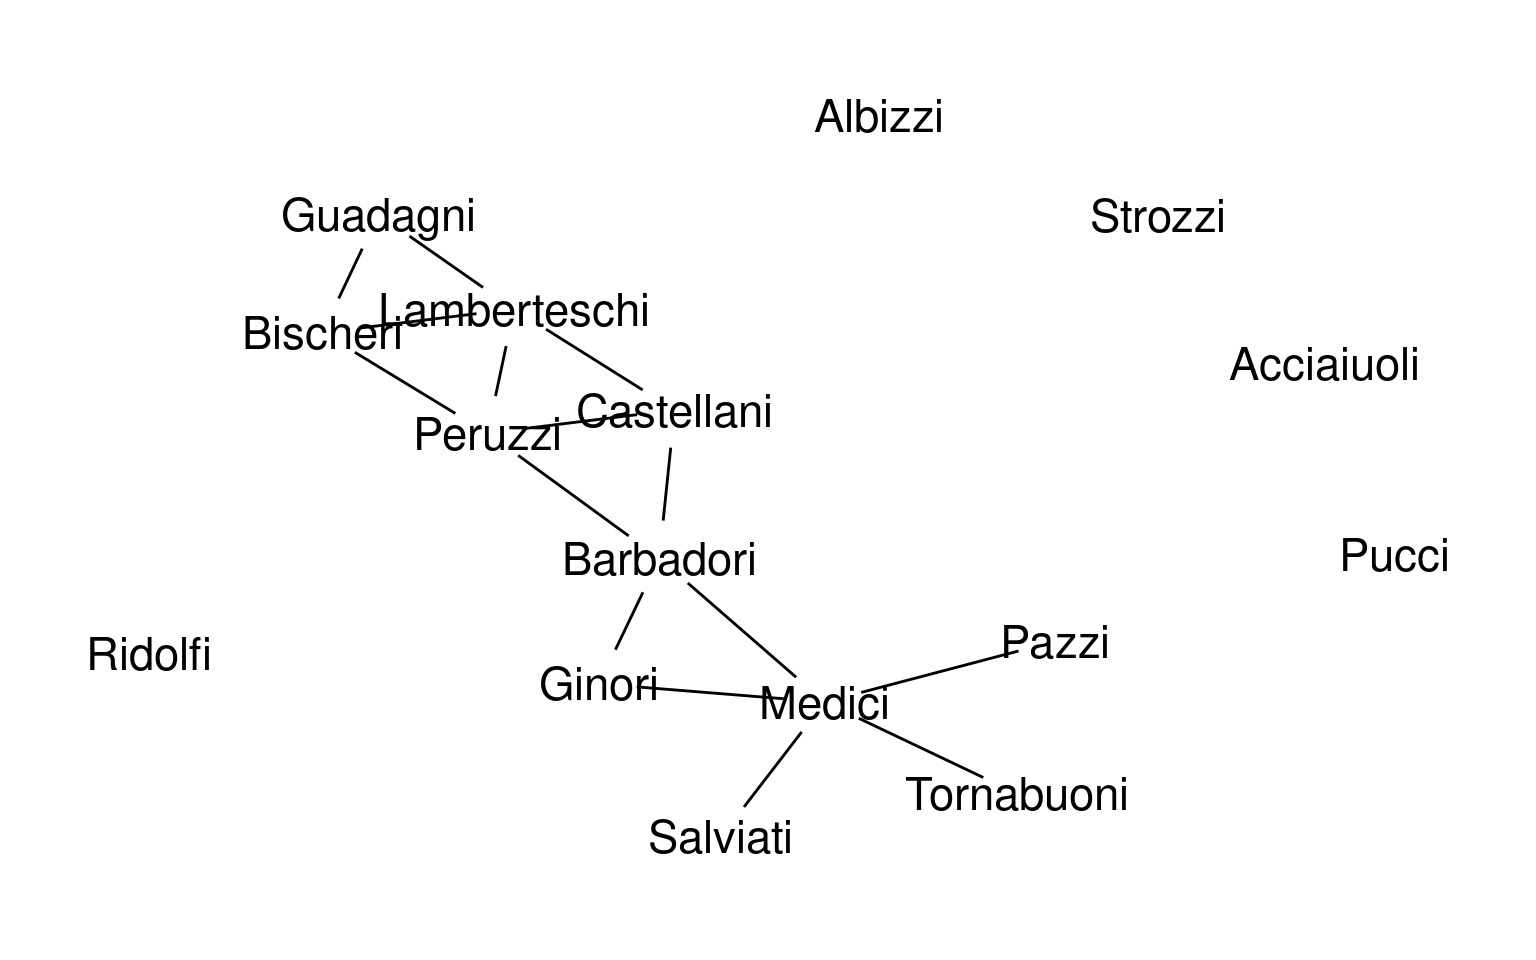 Albizzi
Guadagni
Strozzi
Lamberteschi
Bischeri
Acciaiuoli
Castellani
Peruzzi
Barbadori
Pucci
Pazzi
Ridolfi
Ginori
Medici
Tornabuoni
Salviati